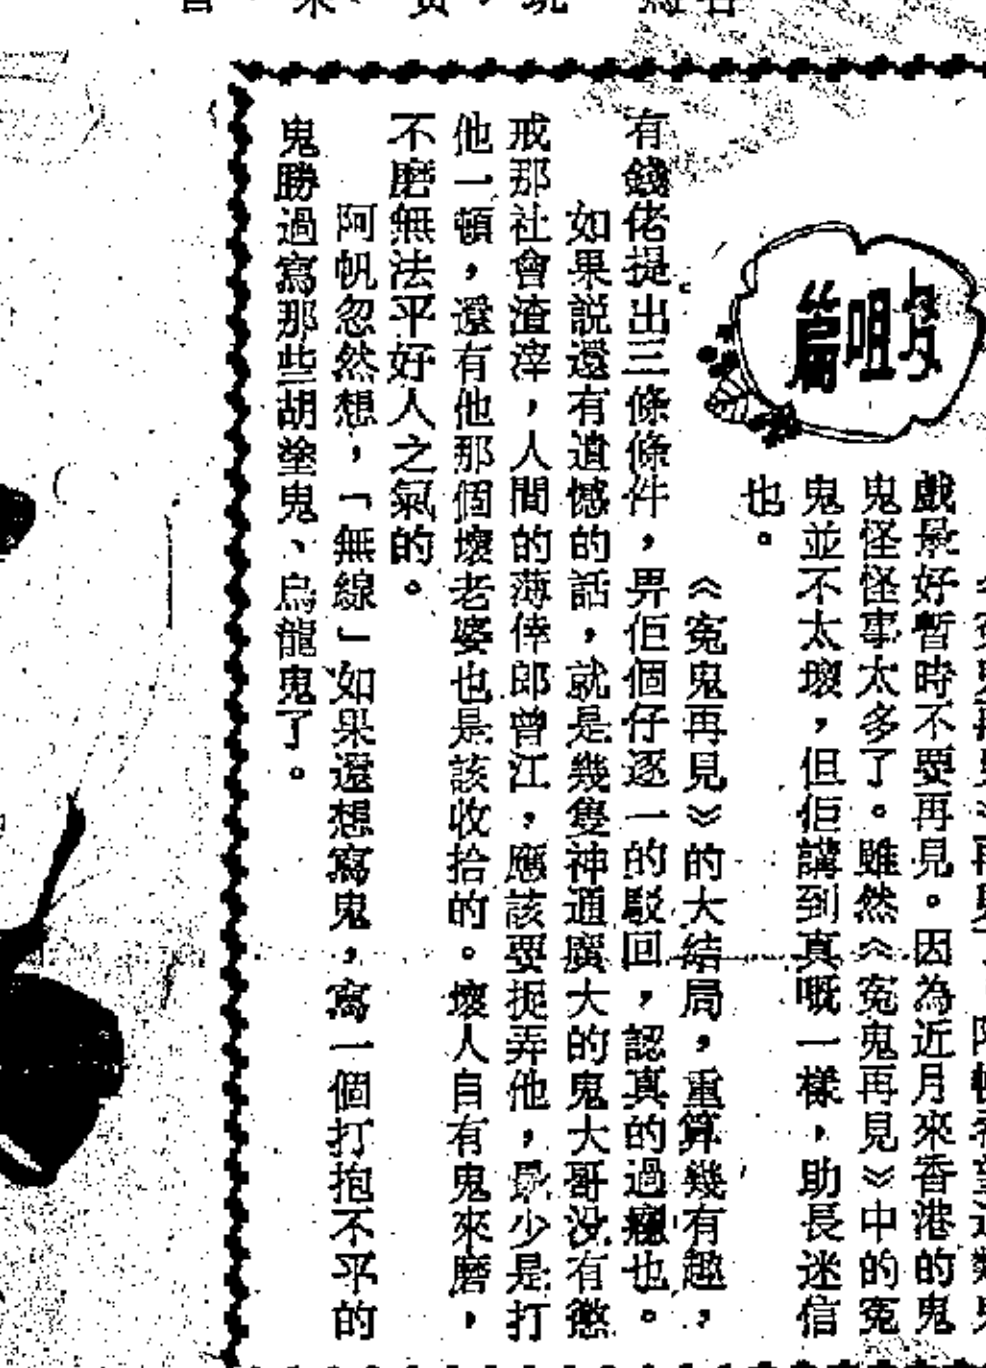 咀
篇
戲景好暫時不要再見。因為近月來香港的鬼
鬼怪怪事太多了。雖然《冤鬼再見》中的冤
鬼並不太壞，但佢講到真嘅一樣，助長迷信
也。
《冤鬼再見》的大結局，重算幾有趣，
有錢佬提出三條條件，畀佢個仔逐一的駁回，認真的過癮也。
如果說還有遺憾的話，就是幾隻神通廣大的鬼大哥沒有懲
戒那社會渣滓，人間的薄倖郎曾江，應該要捉弄他，最少是打
他一頓，還有他那個壞老婆也是該收拾的。壞人自有鬼來磨，
不磨無法平好人之氣的。
阿帆忽然想，「無線」如果還想寫鬼，寫一個打抱不平的
鬼勝過寫那些胡塗鬼、烏龍鬼了。